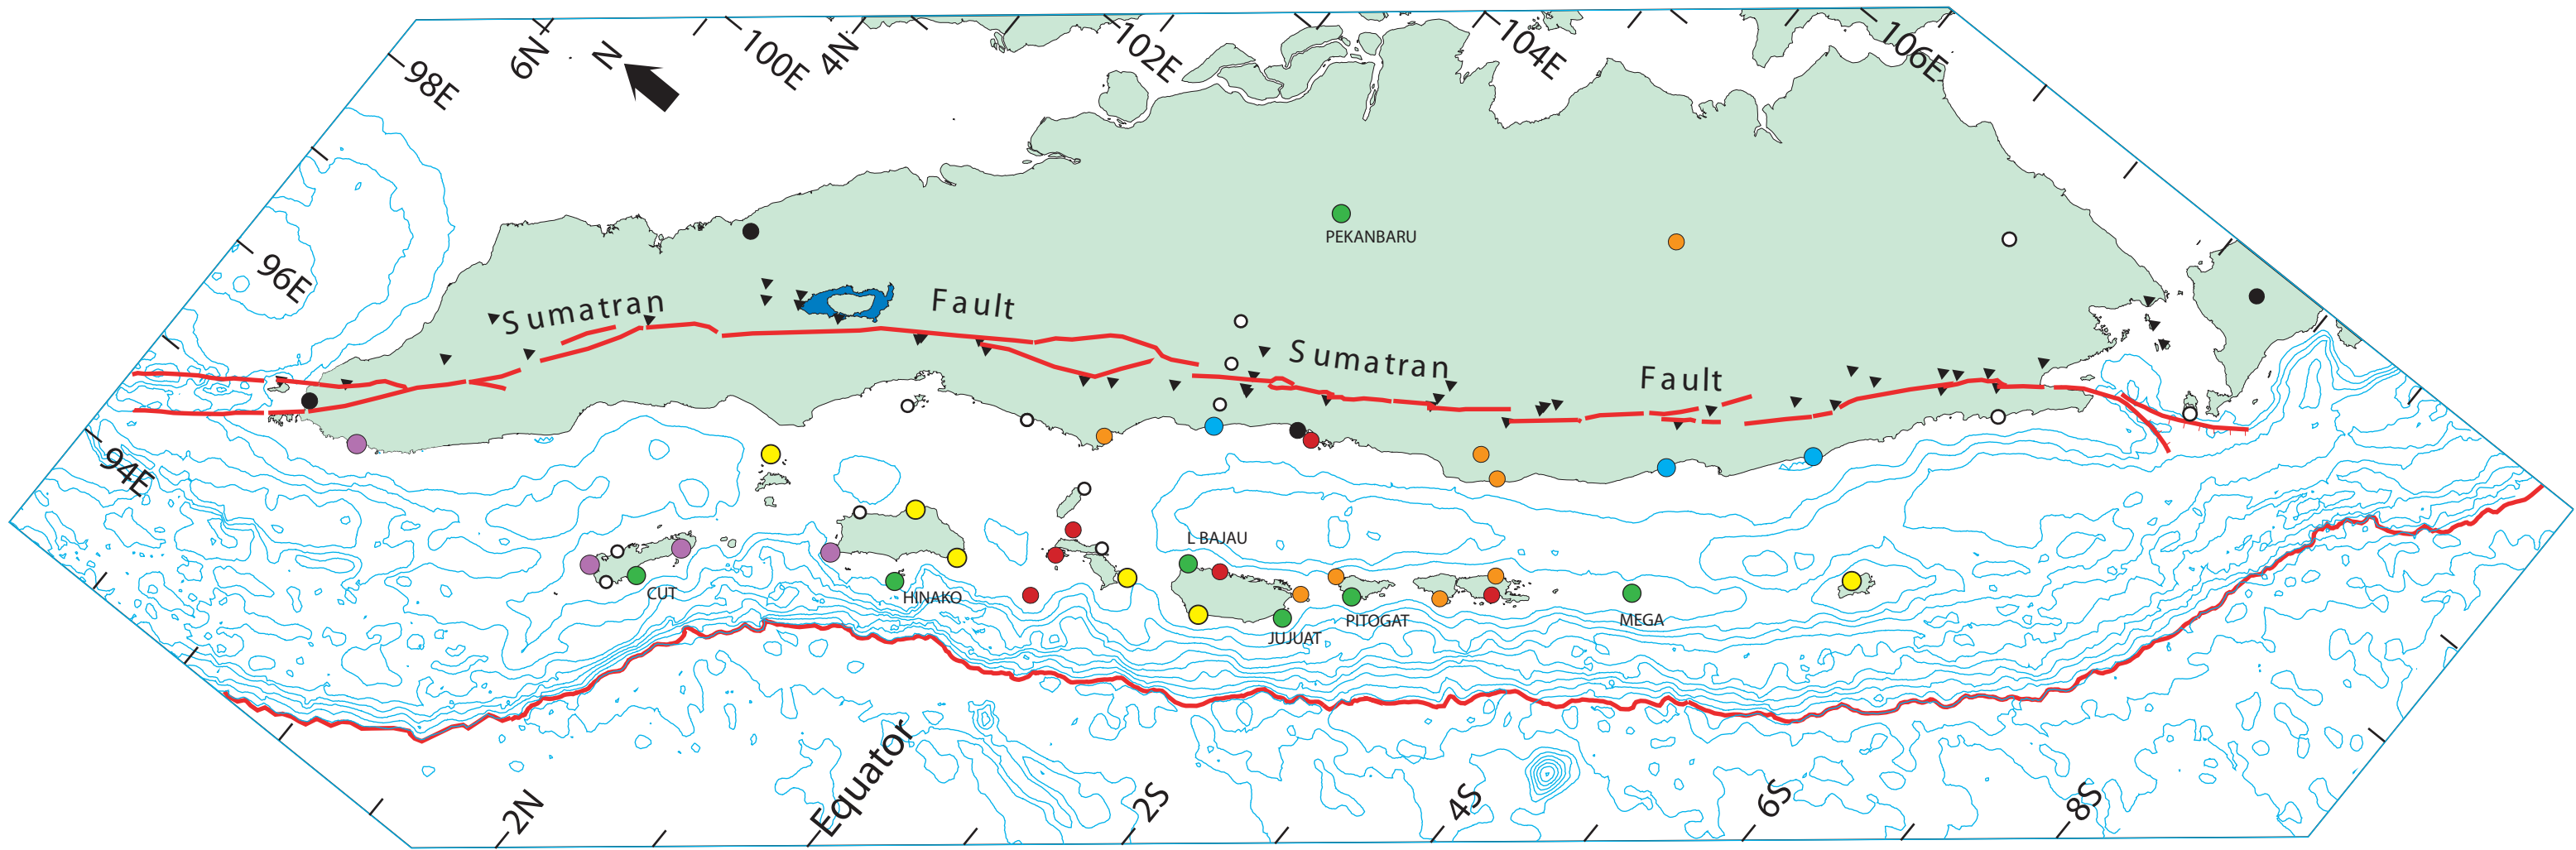 6N
N
100E
4N
102E
104E
106E
98E
PEKANBARU
96E
Sumatran
Fault
Sumatran
Fault
94E
L BAJAU
CUT
HINAKO
JUJUAT
PITOGAT
MEGA
2N
Equator
2S
4S
6S
8S